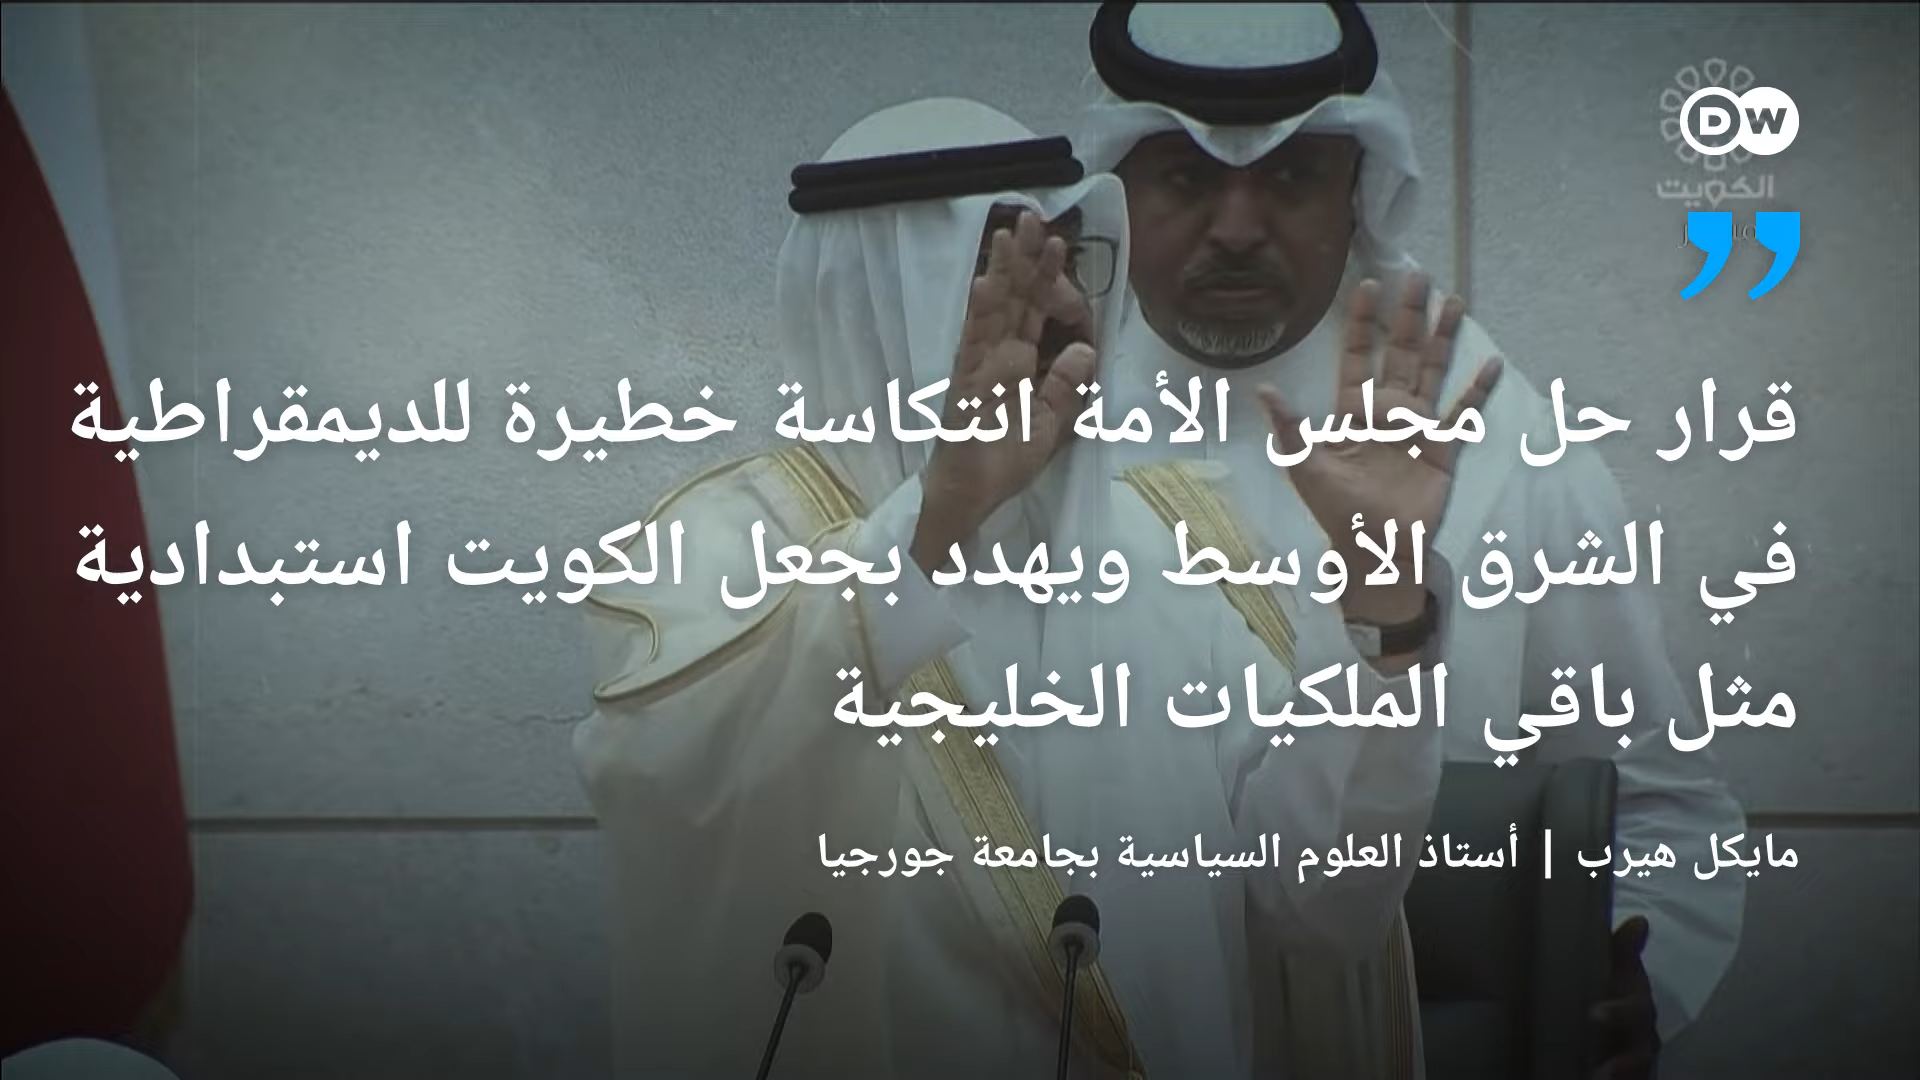 DW
الكويت
قرار حل مجلس الأمة انتكاسة خطيرة للديمقراطية
في الشرق الأوسط ويهدد بجعل الكويت استبدادية
مثل باقي الملكيات الخليجية
مايكل هيرب | أستاذ العلوم السياسية بجامعة جورجيا